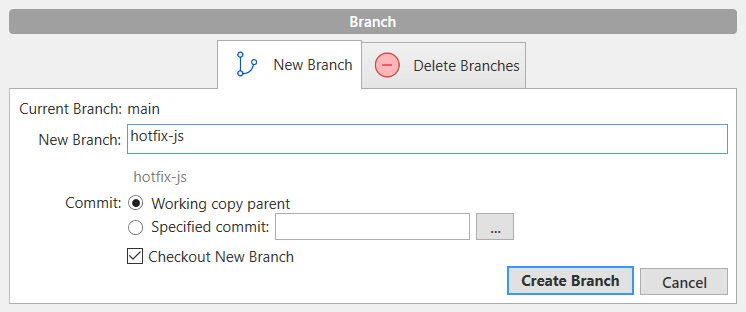 Branch
New Branch
Delete Branches
Current Branch: main
New Branch: hotfix-js
hotfix-js
Commit: Working copy parent
Specified commit: ...
Checkout New Branch
Create Branch Cancel